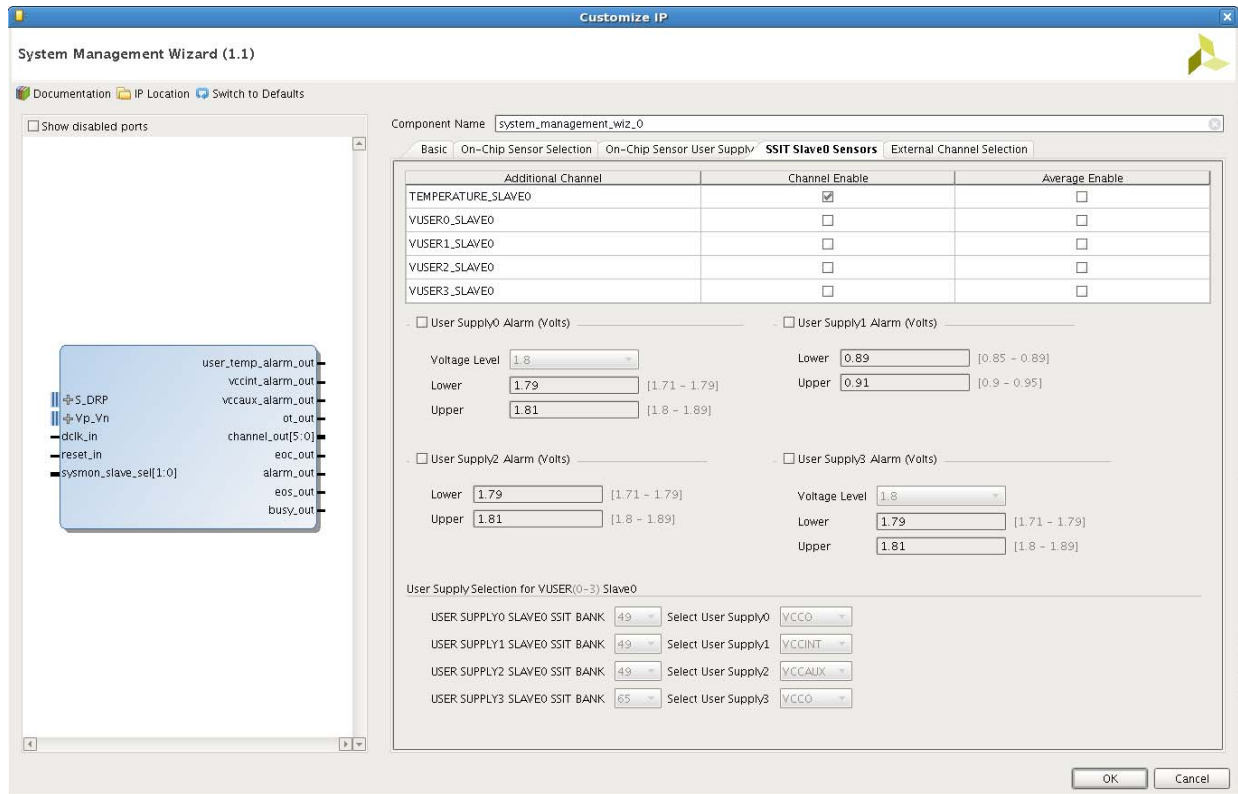 Customize IP
System Management Wizard (1.1)
Documentation IP Location Switch to Defaults
Show disabled ports
S_DRP
Vp_Vn
dclk_in
reset_in
sysmon_slave_sel[1:0]
user_temp_alarm_out
vccint_alarm_out
vccaux_alarm_out
ot_out
channel_out[5:0]
eoc_out
alarm_out
eos_out
busy_out
Component Name system_management_wiz_0
Basic On-Chip Sensor Selection On-Chip Sensor User Supply SSIT Slave0 Sensors External Channel Selection
Additional Channel Channel Enable Average Enable
TEMPERATURE_SLAVE0
VUSER0_SLAVE0
VUSER1_SLAVE0
VUSER2_SLAVE0
VUSER3_SLAVE0
User Supply0 Alarm (Volts)
Voltage Level 1.8
Lower 1.79 [1.71 - 1.79]
Upper 1.81 [1.8 - 1.89]
User Supply1 Alarm (Volts)
Lower 0.89 [0.85 - 0.89]
Upper 0.91 [0.9 - 0.95]
User Supply2 Alarm (Volts)
Lower 1.79 [1.71 - 1.79]
Upper 1.81 [1.8 - 1.89]
User Supply3 Alarm (Volts)
Voltage Level 1.8
Lower 1.79 [1.71 - 1.79]
Upper 1.81 [1.8 - 1.89]
User Supply Selection for VUSER(0-3) Slave0
USER SUPPLY0 SLAVE0 SSIT BANK 49 Select User Supply0 VCCO
USER SUPPLY1 SLAVE0 SSIT BANK 49 Select User Supply1 VCCINT
USER SUPPLY2 SLAVE0 SSIT BANK 49 Select User Supply2 VCCAUX
USER SUPPLY3 SLAVE0 SSIT BANK 65 Select User Supply3 VCCO
OK Cancel